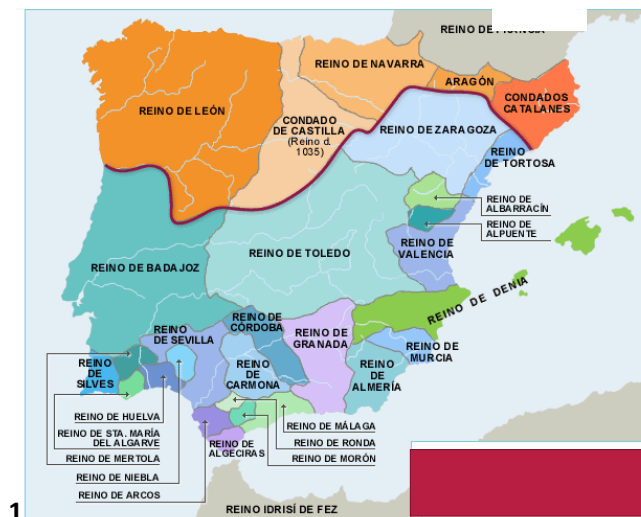 REINO DE FRANCIA
REINO DE NAVARRA
ARAGÓN
CONDADOS
CATALANES
REINO DE LEÓN
CONDADO
DE CASTILLA
(Reino d.
1035)
REINO DE ZARAGOZA
REINO
DE TORTOSA
REINO DE
ALBARRACÍN
REINO DE
ALPUENTE
REINO DE TOLEDO
REINO DE
VALENCIA
REINO DE BADAJOZ
REINO DE DENIA
REINO
DE SEVILLA
REINO DE
CÓRDOBA
REINO DE
GRANADA
REINO DE
MURCIA
REINO
DE SILVES
REINO
DE
CARMONA
REINO
DE
ALMERÍA
REINO DE HUELVA
REINO DE STA. MARÍA
DEL ALGARVE
REINO DE MERTOLA
REINO DE NIEBLA
REINO DE ARCOS
REINO DE
ALGECIRAS
REINO DE MÁLAGA
REINO DE RONDA
REINO DE MORÓN
REINO IDRISÍ DE FEZ
1